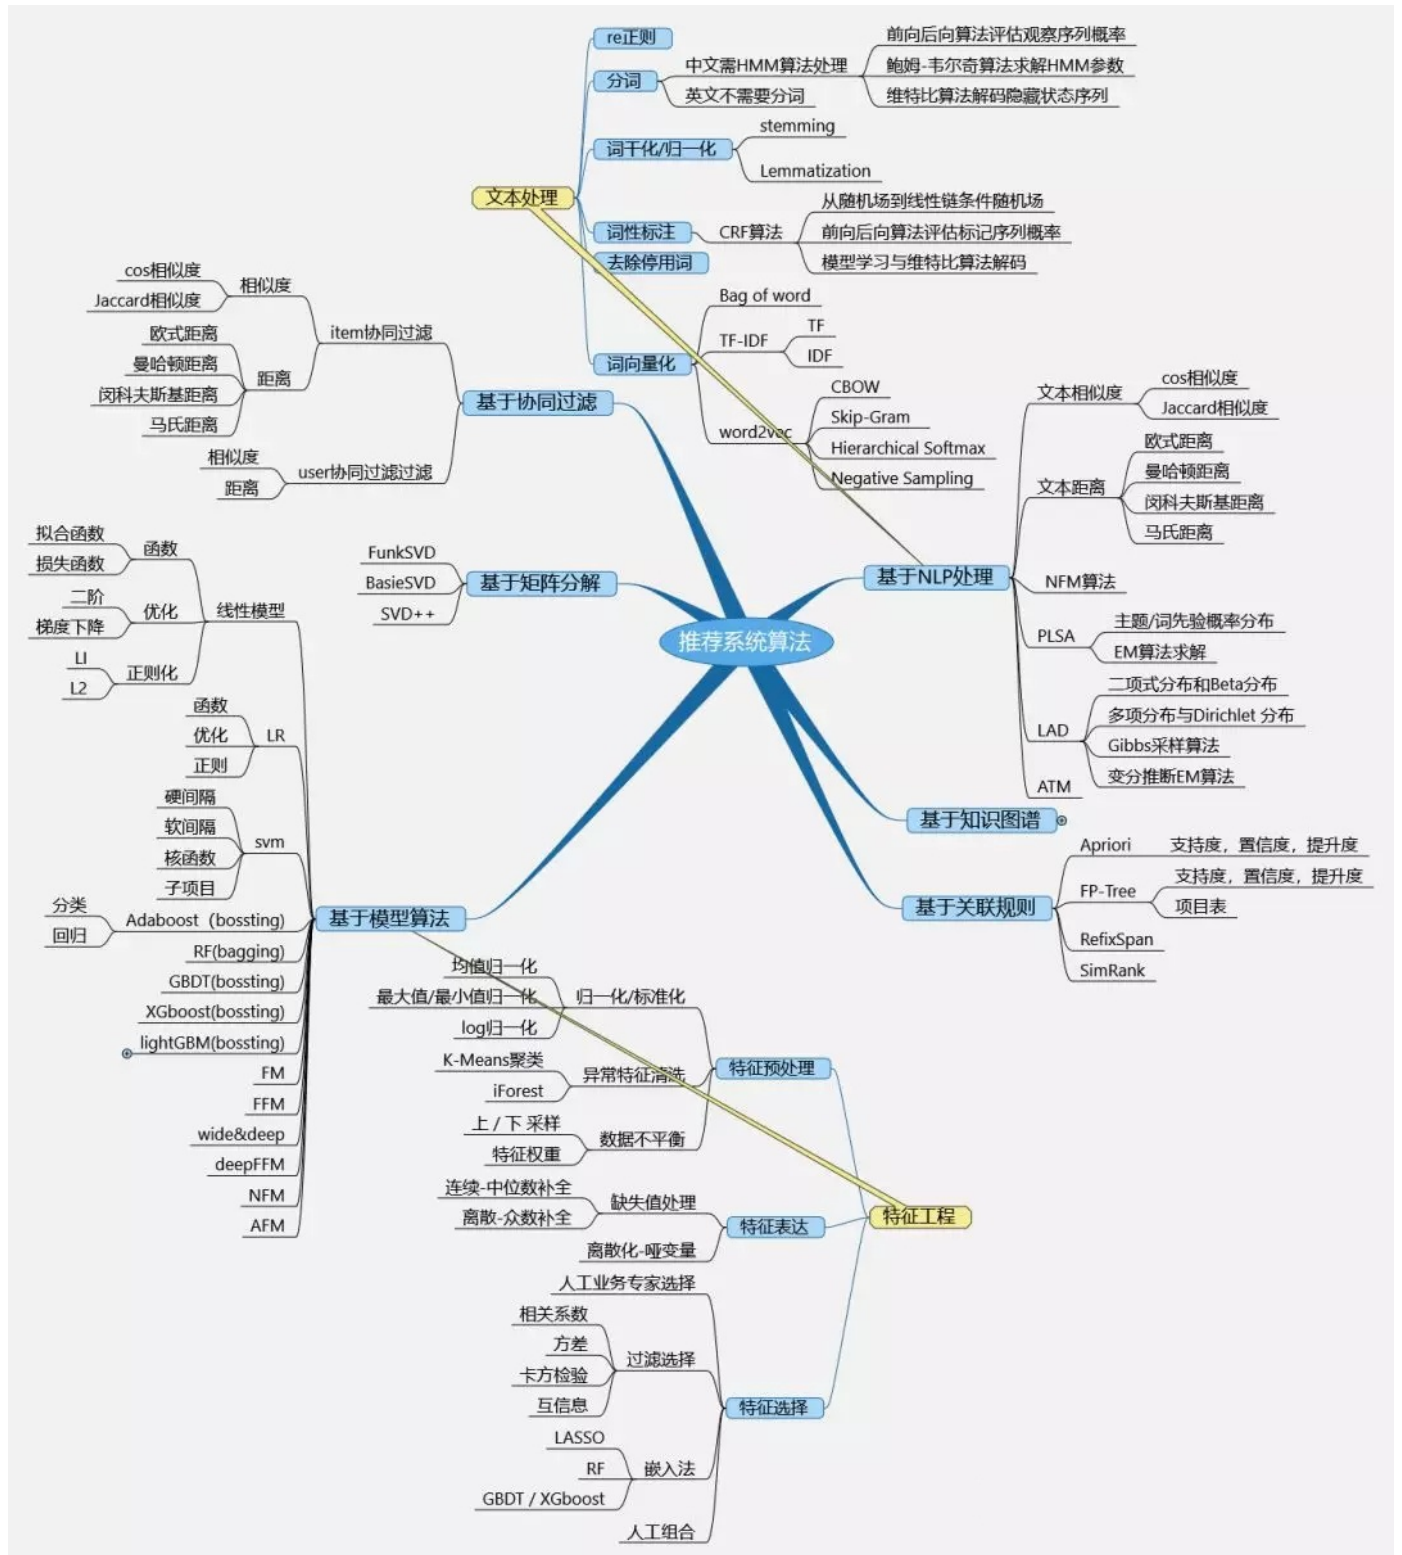 推荐系统算法
文本处理
re正则
分词
中文需HMM算法处理
前向后向算法评估观察序列概率
鲍姆-韦尔奇算法求解HMM参数
维特比算法解码隐藏状态序列
英文不需要分词
词干化/归一化
stemming
Lemmatization
词性标注
CRF算法
从随机场到线性链条件随机场
前向后向算法评估标记序列概率
模型学习与维特比算法解码
去除停用词
词向量化
Bag of word
TF-IDF
TF
IDF
word2vec
CBOW
Skip-Gram
Hierarchical Softmax
Negative Sampling
基于协同过滤
item协同过滤
相似度
cos相似度
Jaccard相似度
距离
欧式距离
曼哈顿距离
闵科夫斯基距离
马氏距离
user协同过滤过滤
相似度
距离
基于矩阵分解
FunkSVD
BasieSVD
SVD++
基于NLP处理
文本相似度
cos相似度
Jaccard相似度
文本距离
欧式距离
曼哈顿距离
闵科夫斯基距离
马氏距离
NFM算法
PLSA
主题/词先验概率分布
EM算法求解
LAD
二项式分布和Beta分布
多项分布与Dirichlet 分布
Gibbs采样算法
变分推断EM算法
ATM
基于知识图谱
基于关联规则
Apriori
支持度，置信度，提升度
FP-Tree
支持度，置信度，提升度
项目表
RefixSpan
SimRank
基于模型算法
线性模型
函数
拟合函数
损失函数
优化
二阶
梯度下降
正则化
LI
L2
LR
函数
优化
正则
svm
硬间隔
软间隔
核函数
子项目
Adaboost（bossting)
分类
回归
RF(bagging)
GBDT(bossting)
XGboost(bossting)
lightGBM(bossting)
FM
FFM
wide&deep
deepFFM
NFM
AFM
特征工程
特征预处理
归一化/标准化
均值归一化
最大值/最小值归一化
log归一化
异常特征清洗
K-Means聚类
iForest
数据不平衡
上 / 下 采样
特征权重
特征表达
缺失值处理
连续-中位数补全
离散-众数补全
离散化-哑变量
特征选择
人工业务专家选择
过滤选择
相关系数
方差
卡方检验
互信息
嵌入法
LASSO
RF
GBDT / XGboost
人工组合